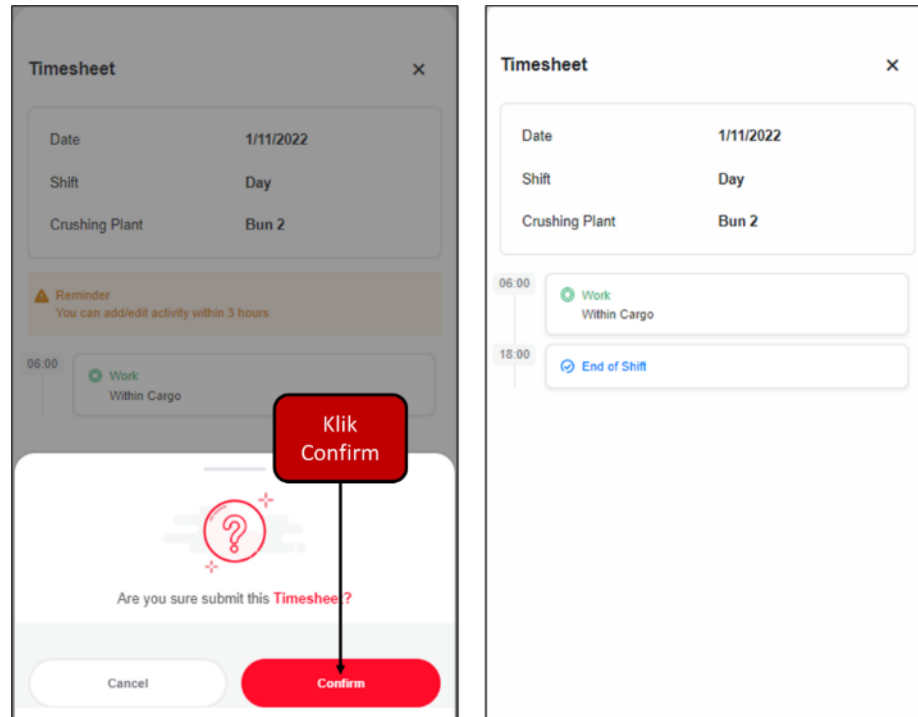 Timesheet ×
Date 1/11/2022
Shift Day
Crushing Plant Bun 2
Reminder
You can add/edit activity within 3 hours
06:00
Work
Within Cargo
Klik
Confirm
Are you sure submit this Timesheet?
Cancel Confirm
Timesheet ×
Date 1/11/2022
Shift Day
Crushing Plant Bun 2
06:00
Work
Within Cargo
18:00
End of Shift